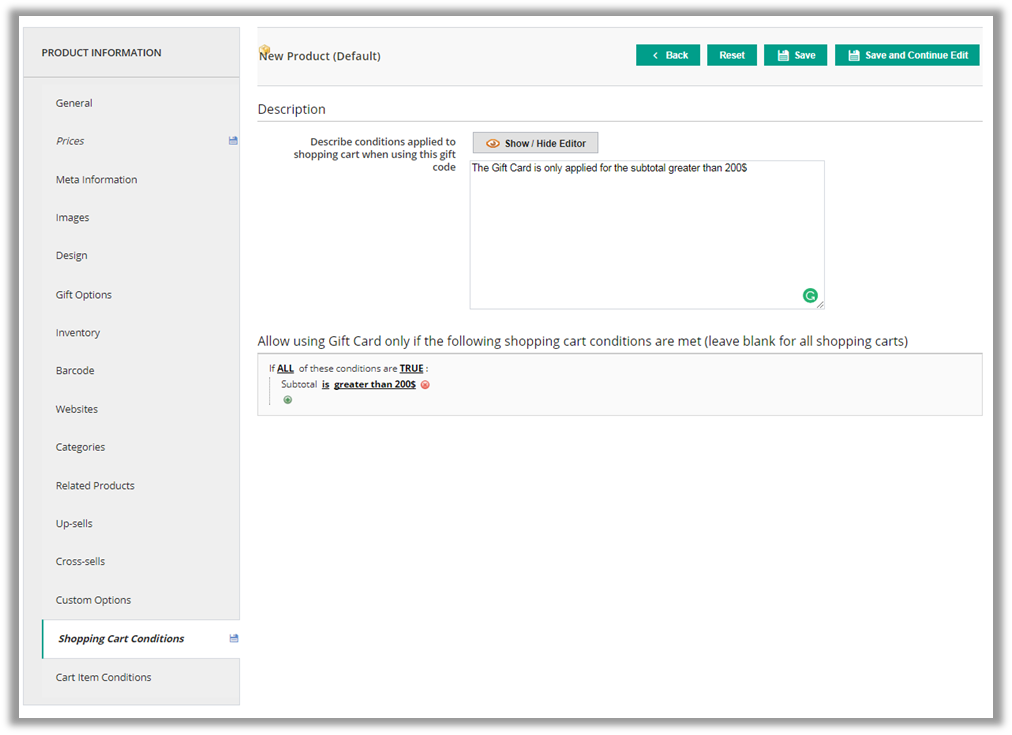 PRODUCT INFORMATION
General
Prices
Meta Information
Images
Design
Gift Options
Inventory
Barcode
Websites
Categories
Related Products
Up-sells
Cross-sells
Custom Options
Shopping Cart Conditions
Cart Item Conditions
New Product (Default)
Back
Reset
Save
Save and Continue Edit
Description
Describe conditions applied to
shopping cart when using this gift
code
Show / Hide Editor
The Gift Card is only applied for the subtotal greater than 200$
Allow using Gift Card only if the following shopping cart conditions are met (leave blank for all shopping carts)
If ALL of these conditions are TRUE :
Subtotal is greater than 200$